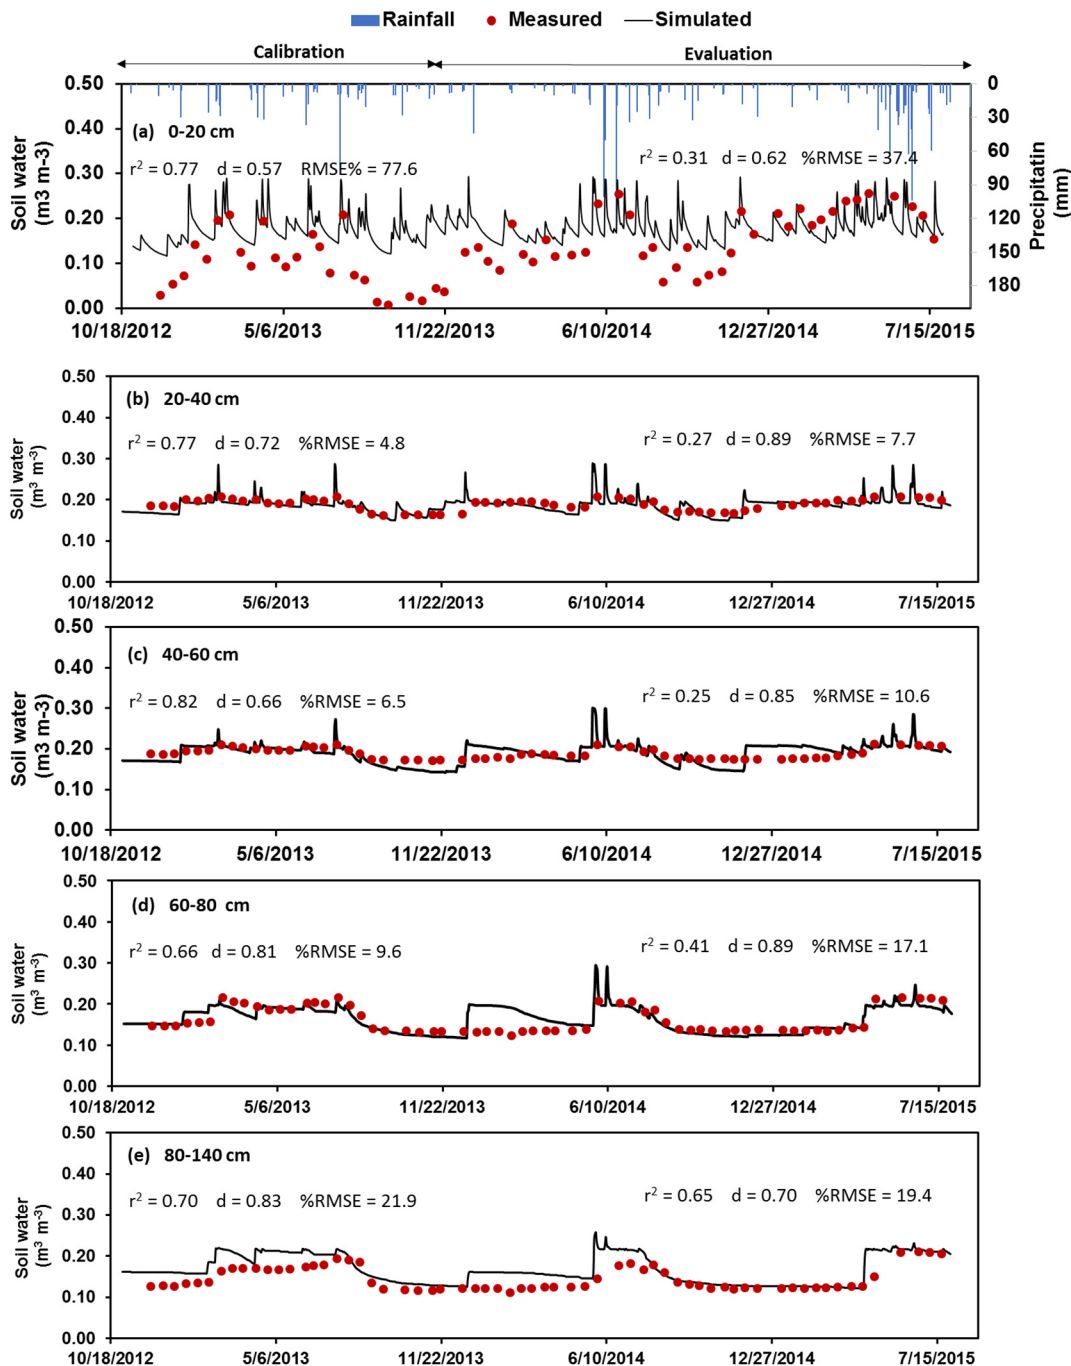 Rainfall Measured Simulated
Calibration Evaluation
0.50 0
(a) 0-20 cm
r² = 0.77 d = 0.57 RMSE% = 77.6
r² = 0.31 d = 0.62 %RMSE = 37.4
0.40 30
0.30 60
0.20 90
0.10 120
0.00 150
180
Soil water
(m3 m-3)
Precipitatin
(mm)
10/18/2012 5/6/2013 11/22/2013 6/10/2014 12/27/2014 7/15/2015
(b) 20-40 cm
r² = 0.77 d = 0.72 %RMSE = 4.8
r² = 0.27 d = 0.89 %RMSE = 7.7
0.50
0.40
0.30
0.20
0.10
0.00
Soil water
(m³ m⁻³)
10/18/2012 5/6/2013 11/22/2013 6/10/2014 12/27/2014 7/15/2015
(c) 40-60 cm
r² = 0.82 d = 0.66 %RMSE = 6.5
r² = 0.25 d = 0.85 %RMSE = 10.6
0.50
0.40
0.30
0.20
0.10
0.00
Soil water
(m3 m-3)
10/18/2012 5/6/2013 11/22/2013 6/10/2014 12/27/2014 7/15/2015
(d) 60-80 cm
r² = 0.66 d = 0.81 %RMSE = 9.6
r² = 0.41 d = 0.89 %RMSE = 17.1
0.50
0.40
0.30
0.20
0.10
0.00
Soil water
(m³ m⁻³)
10/18/2012 5/6/2013 11/22/2013 6/10/2014 12/27/2014 7/15/2015
(e) 80-140 cm
r² = 0.70 d = 0.83 %RMSE = 21.9
r² = 0.65 d = 0.70 %RMSE = 19.4
0.50
0.40
0.30
0.20
0.10
0.00
Soil water
(m³ m⁻³)
10/18/2012 5/6/2013 11/22/2013 6/10/2014 12/27/2014 7/15/2015